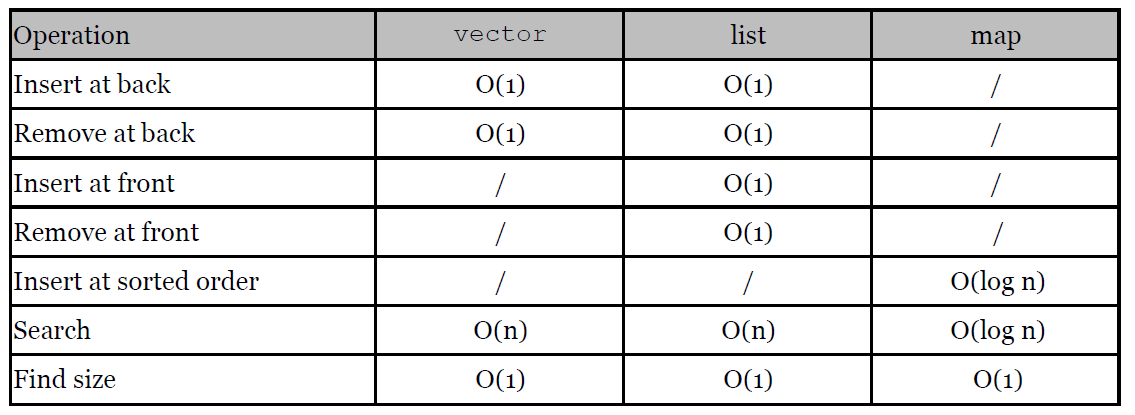 Operation vector list map
Insert at back O(1) O(1) /
Remove at back O(1) O(1) /
Insert at front / O(1) /
Remove at front / O(1) /
Insert at sorted order / / O(log n)
Search O(n) O(n) O(log n)
Find size O(1) O(1) O(1)